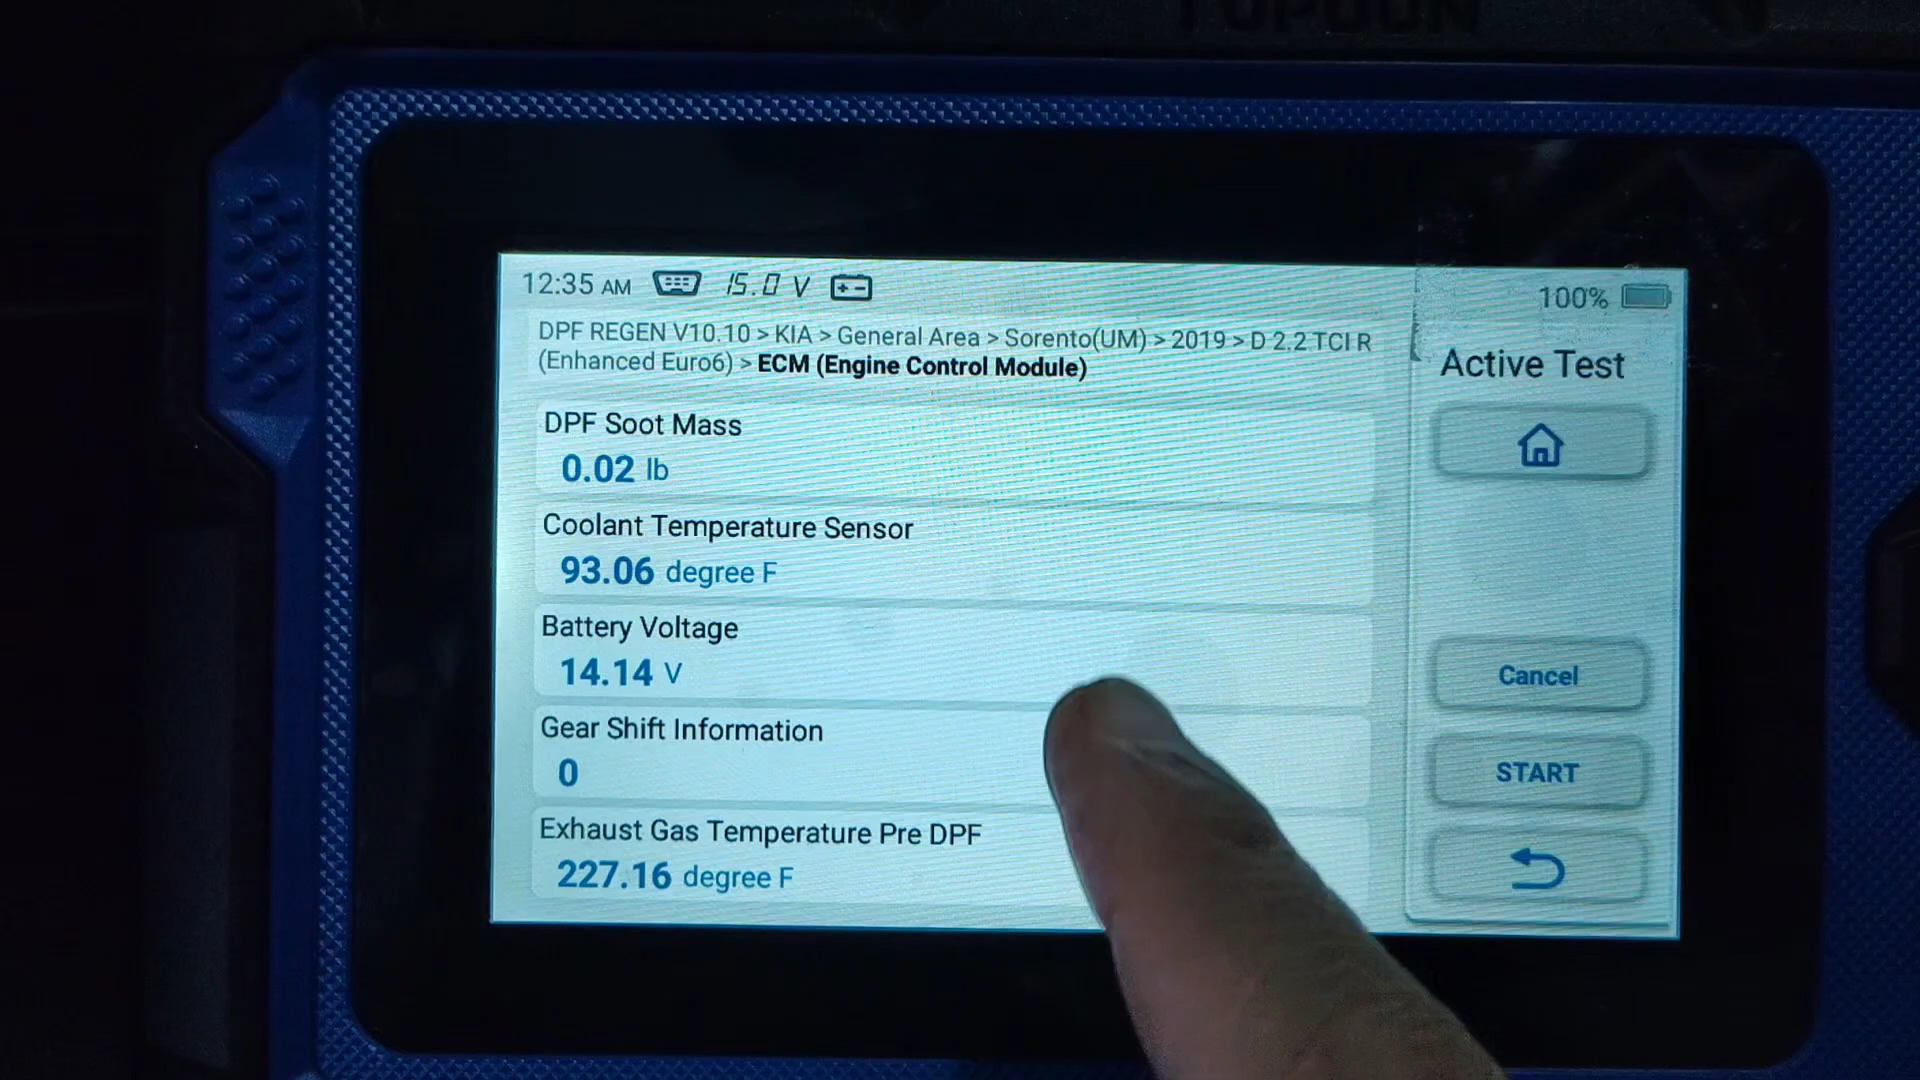 TOPDON
12:35 AM 15.0 V 100%
DPF REGEN V10.10 > KIA > General Area > Sorento(UM) > 2019 > D 2.2 TCI R
(Enhanced Euro6) > ECM (Engine Control Module)
Active Test
DPF Soot Mass
0.02 lb
Coolant Temperature Sensor
93.06 degree F
Battery Voltage
14.14 V
Gear Shift Information
0
Exhaust Gas Temperature Pre DPF
227.16 degree F
Cancel
START